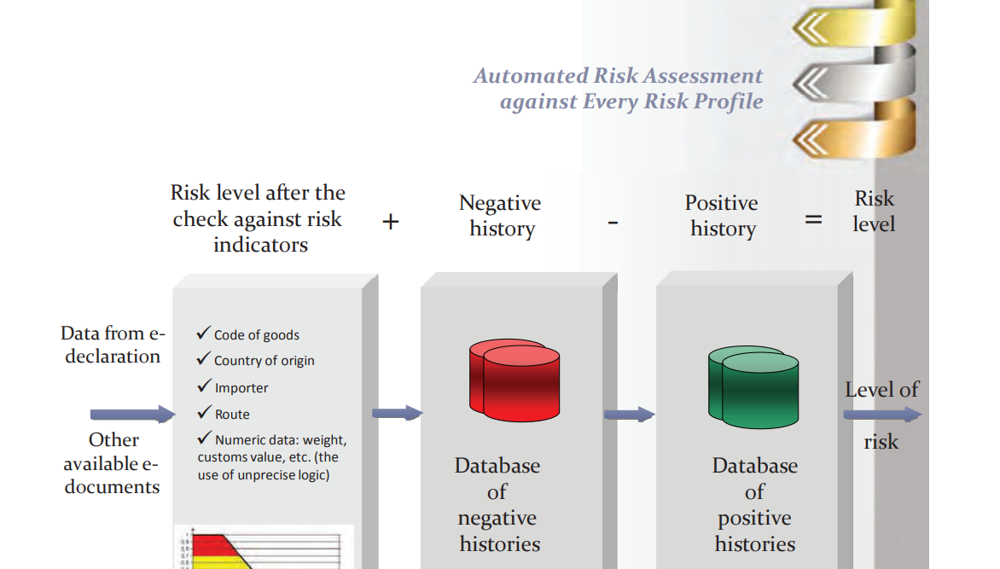 Automated Risk Assessment
against Every Risk Profile
Risk level after the
check against risk
indicators
+
Negative
history
-
Positive
history
=
Risk
level
Data from e-
declaration
Other
available e-
documents
✓ Code of goods
✓ Country of origin
✓ Importer
✓ Route
✓ Numeric data: weight,
customs value, etc. (the
use of unprecise logic)
Database
of
negative
histories
Database
of
positive
histories
Level of
risk